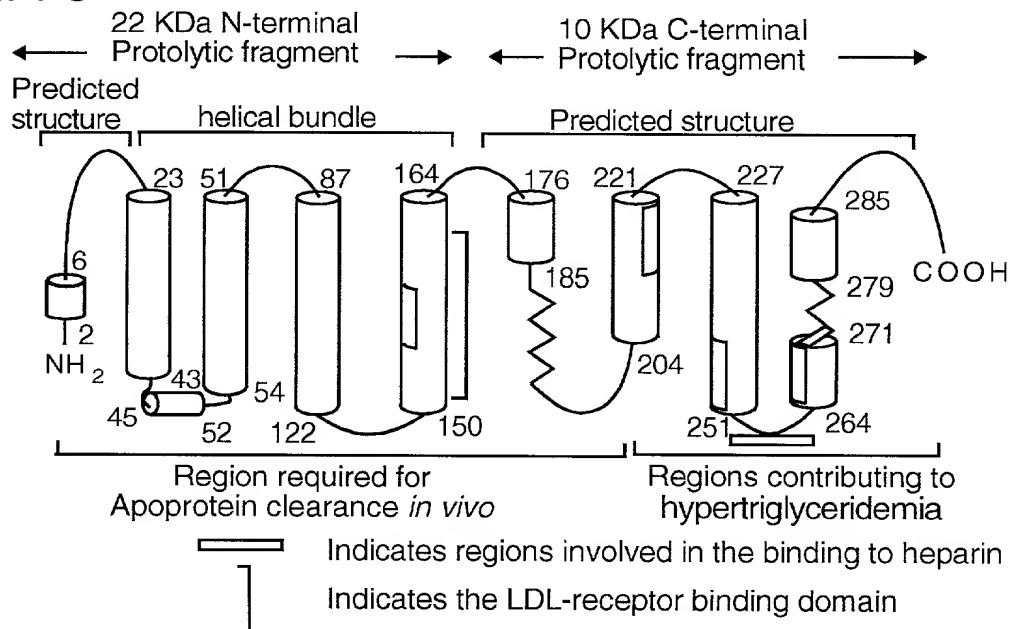 22 KDa N-terminal
Protolytic fragment
10 KDa C-terminal
Protolytic fragment
Predicted
structure
helical bundle
Predicted structure
23
51
87
164
176
221
227
285
6
185
COOH
279
2
271
NH2
204
43
54
45
52
122
150
251
264
Region required for
Apoprotein clearance in vivo
Regions contributing to
hypertriglyceridemia
Indicates regions involved in the binding to heparin
Indicates the LDL-receptor binding domain